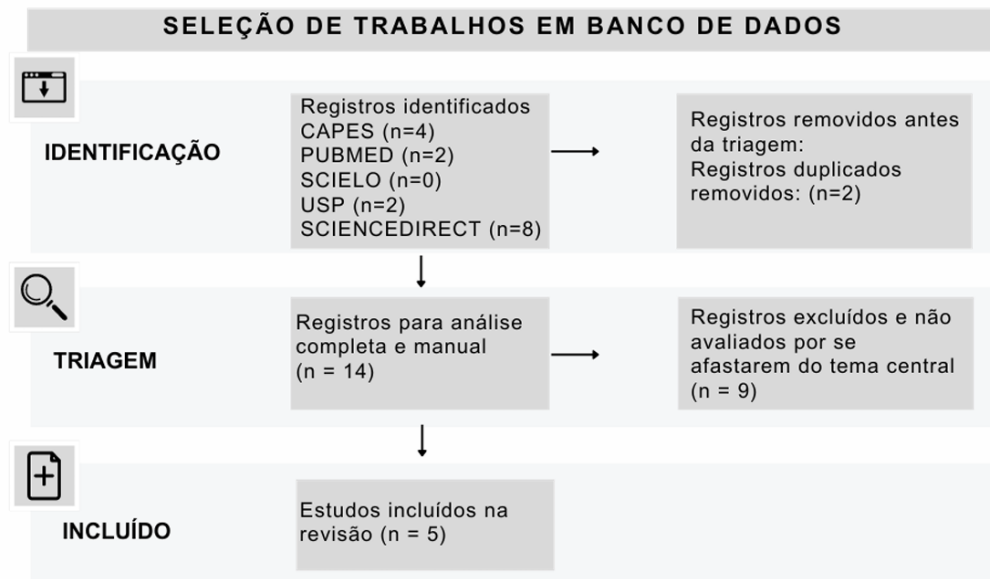 SELEÇÃO DE TRABALHOS EM BANCO DE DADOS
IDENTIFICAÇÃO
Registros identificados
CAPES (n=4)
PUBMED (n=2)
SCIELO (n=0)
USP (n=2)
SCIENCEDIRECT (n=8)
Registros removidos antes
da triagem:
Registros duplicados
removidos: (n=2)
TRIAGEM
Registros para análise
completa e manual
(n = 14)
Registros excluídos e não
avaliados por se
afastarem do tema central
(n = 9)
INCLUÍDO
Estudos incluídos na
revisão (n = 5)